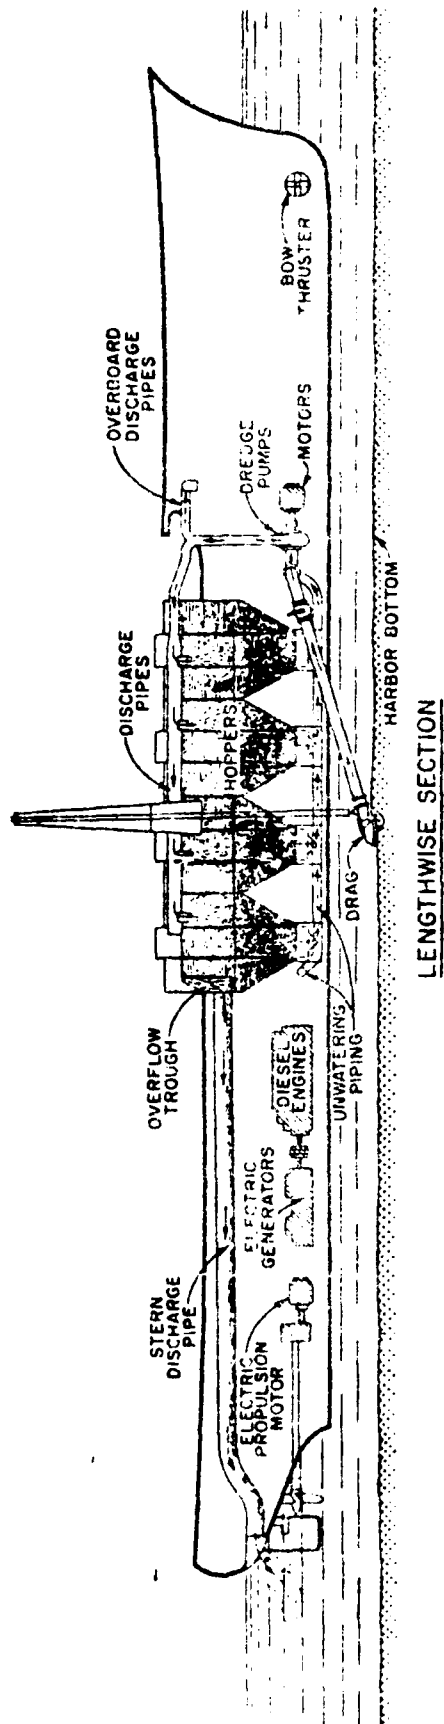 OVERBOARD
DISCHARGE
PIPES
DISCHARGE
PIPES
OVERFLOW
TROUGH
STERN
DISCHARGE
PIPE
BOW
THRUSTER
MOTORS
DREDGE
PUMPS
HOPPERS
DIESEL
ENGINES
ELECTRIC
GENERATORS
ELECTRIC
PROPULSION
MOTOR
DRAG
UNWATERING
PIPING
HARBOR BOTTOM
LENGTHWISE SECTION